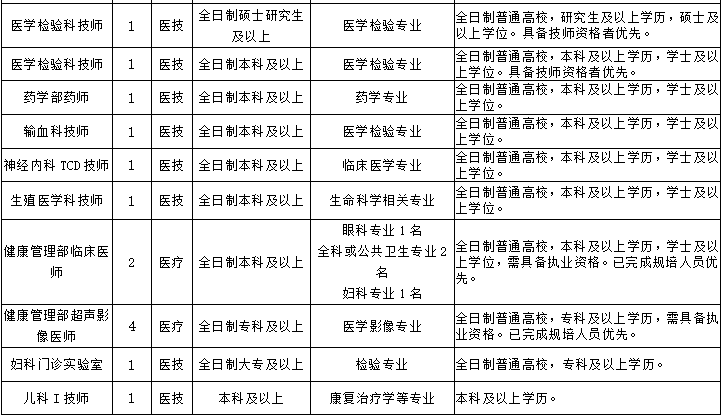 医学检验科技师 1 医技 全日制硕士研究生及以上 医学检验专业 全日制普通高校，研究生及以上学历，硕士及以上学位。具备技师资格者优先。
医学检验科技师 1 医技 全日制本科及以上 医学检验专业 全日制普通高校，本科及以上学历，学士及以上学位。具备技师资格者优先。
药学部药师 1 医技 全日制本科及以上 药学专业 全日制普通高校，本科及以上学历，学士及以上学位。
输血科技师 1 医技 全日制本科及以上 医学检验专业 全日制普通高校，本科及以上学历，学士及以上学位。
神经内科 TCD 技师 1 医技 全日制本科及以上 临床医学专业 全日制普通高校，本科及以上学历，学士及以上学位。
生殖医学科技师 1 医技 全日制本科及以上 生命科学相关专业 全日制普通高校，本科及以上学历，学士及以上学位。
健康管理部临床医师 2 医疗 全日制本科及以上 眼科专业 1 名 全科或公共卫生专业 2 名 妇科专业 1 名 全日制普通高校，本科及以上学历，学士及以上学位，需具备执业资格。已完成规培人员优先。
健康管理部超声影像医师 4 医疗 全日制专科及以上 医学影像专业 全日制普通高校，专科及以上学历，需具备执业资格。已完成规培人员优先。
妇科门诊实验室 1 医技 全日制大专及以上 检验专业 全日制普通高校，专科及以上学历。
儿科 I 技师 1 医技 本科及以上 康复治疗学等专业 本科及以上学历。